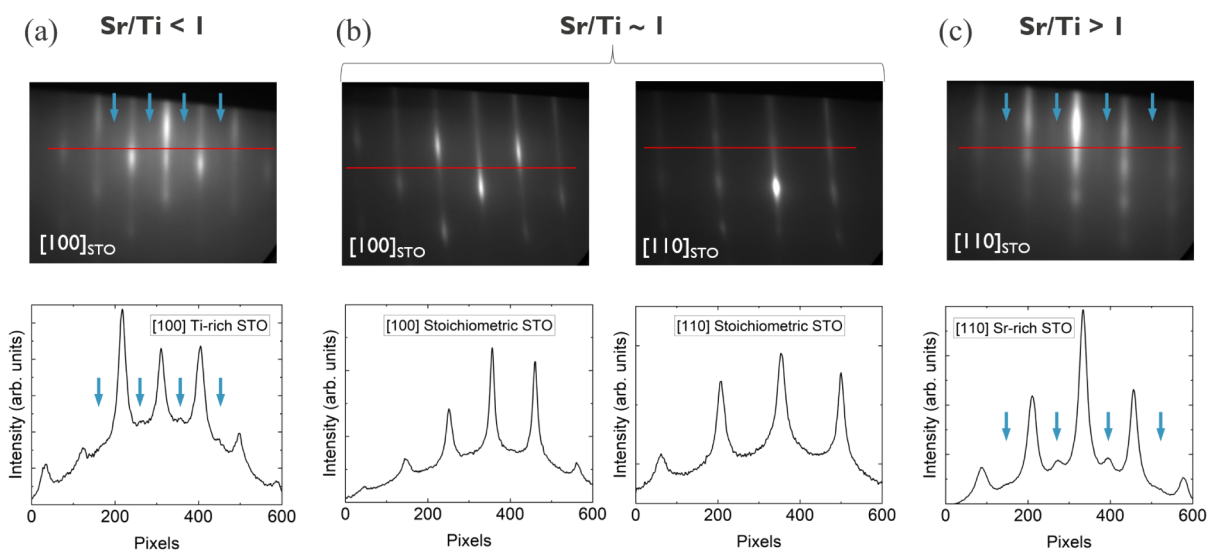 (a) Sr/Ti < 1
(b) Sr/Ti ~ 1
(c) Sr/Ti > 1
[100]STO
[100]STO
[110]STO
[110]STO
Intensity (arb. units)
[100] Ti-rich STO
0 200 400 600
Pixels
Intensity (arb. units)
[100] Stoichiometric STO
0 200 400 600
Pixels
Intensity (arb. units)
[110] Stoichiometric STO
0 200 400 600
Pixels
Intensity (arb. units)
[110] Sr-rich STO
0 200 400 600
Pixels